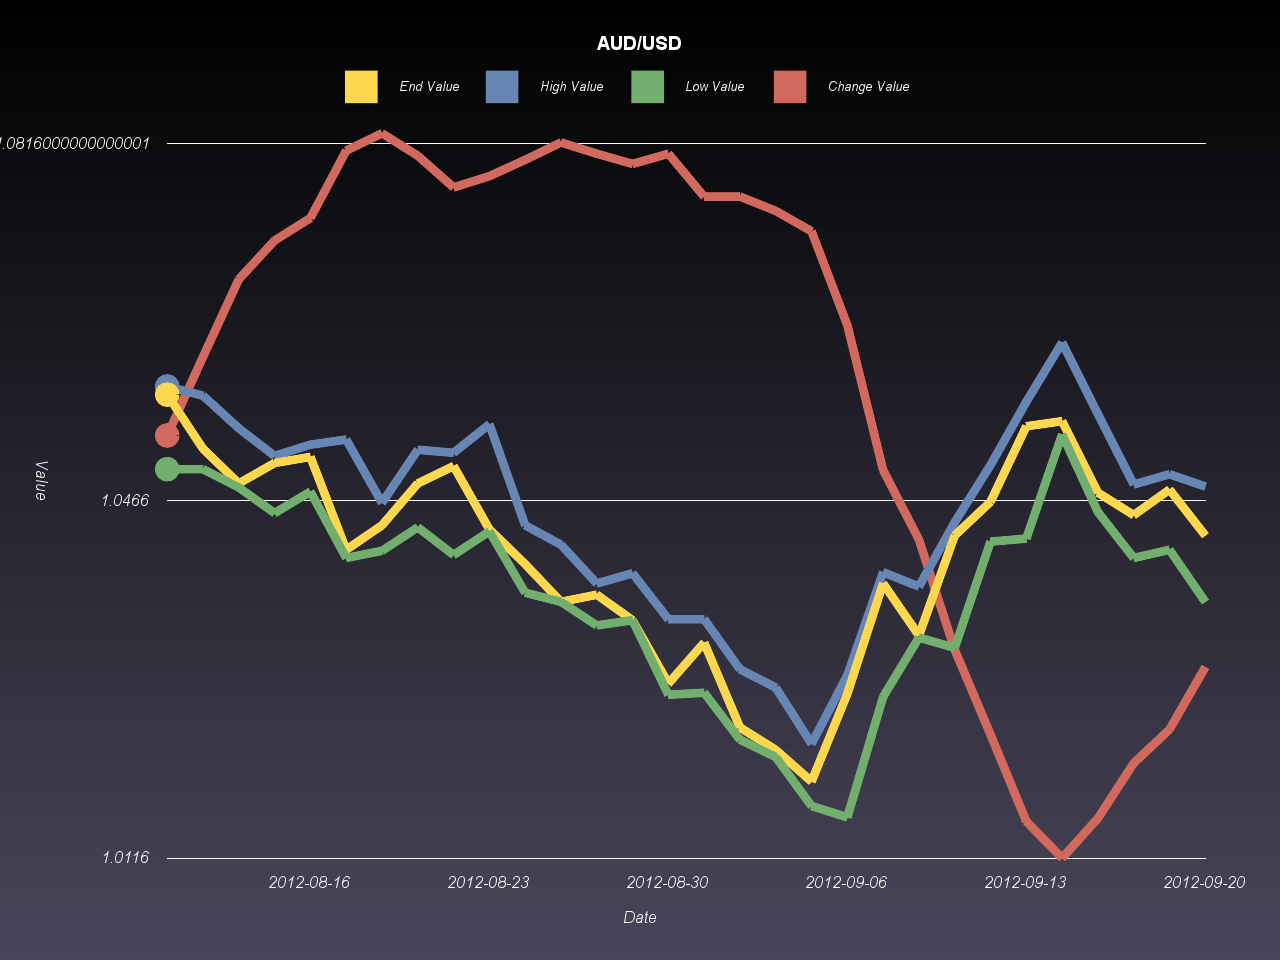 AUD/USD
End Value
High Value
Low Value
Change Value
1.0816000000000001
1.0466
1.0116
Value
2012-08-16
2012-08-23
2012-08-30
2012-09-06
2012-09-13
2012-09-20
Date